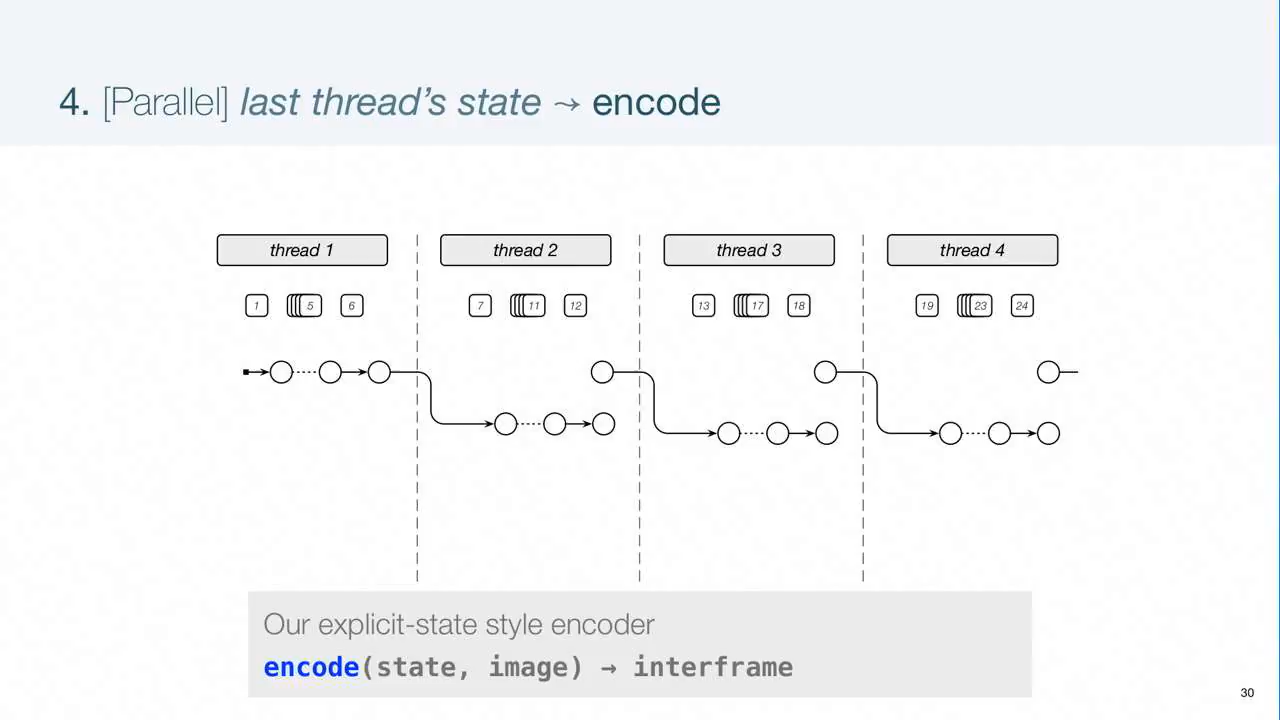 4. [Parallel] last thread's state ⤳ encode
thread 1 thread 2 thread 3 thread 4
1 5 6 7 11 12 13 17 18 19 23 24
Our explicit-state style encoder
encode(state, image) → interframe
30